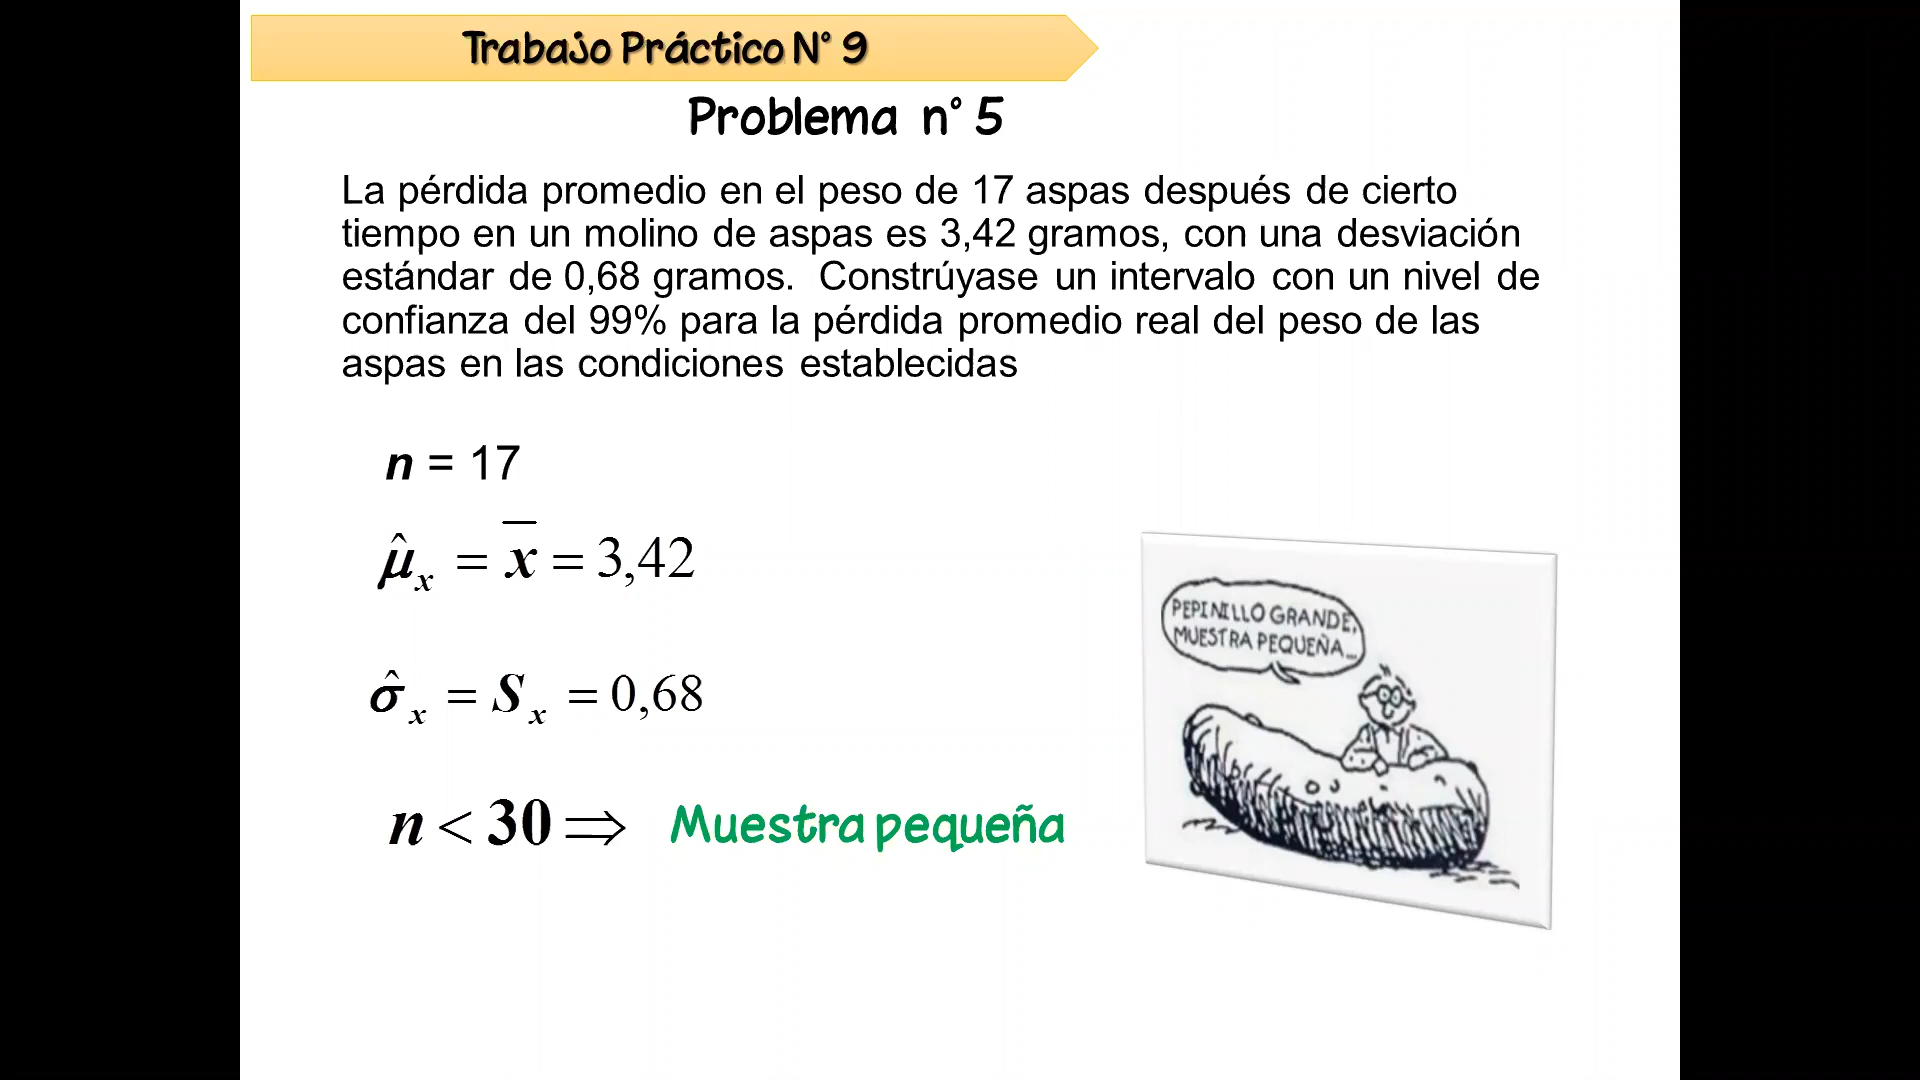 Trabajo Práctico N° 9
Problema n° 5
La pérdida promedio en el peso de 17 aspas después de cierto
tiempo en un molino de aspas es 3,42 gramos, con una desviación
estándar de 0,68 gramos. Constrúyase un intervalo con un nivel de
confianza del 99% para la pérdida promedio real del peso de las
aspas en las condiciones establecidas
n = 17
μ̂ₓ = x̅ = 3,42
σ̂ₓ = Sₓ = 0,68
n < 30 ⇒ Muestra pequeña
PEPINILLO GRANDE,
MUESTRA PEQUEÑA...